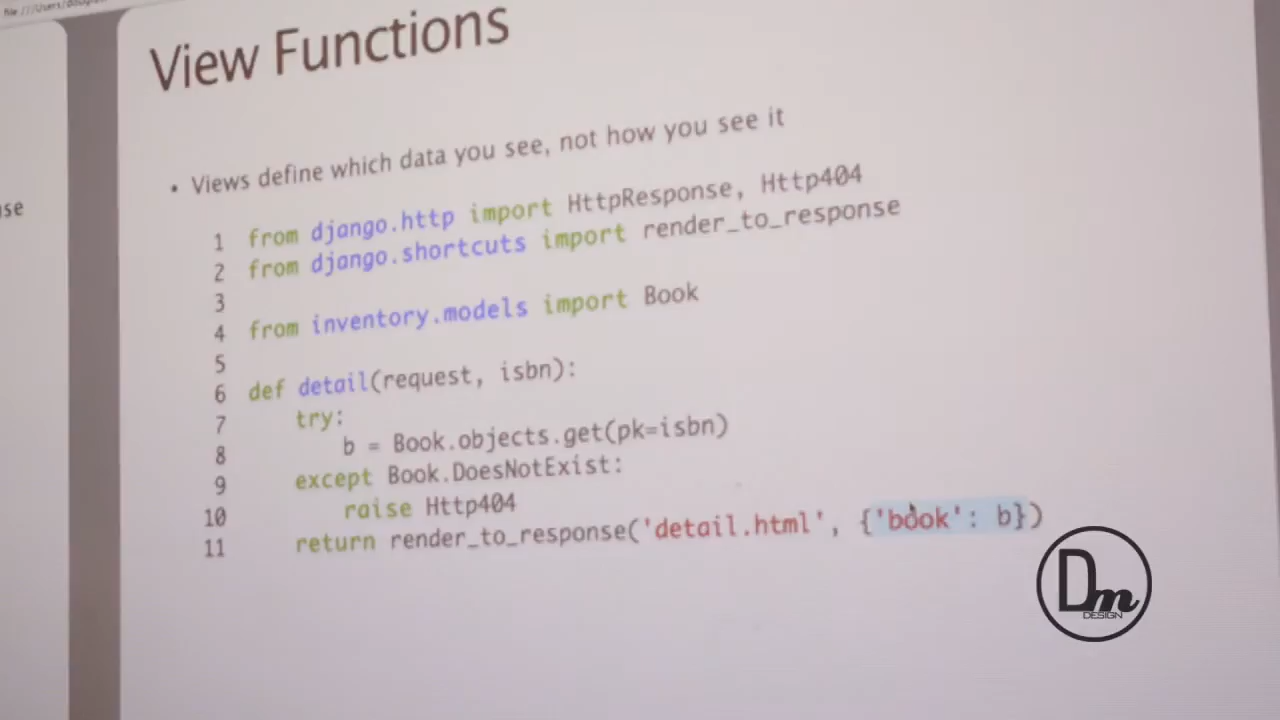 View Functions
• Views define which data you see, not how you see it
1 from django.http import HttpResponse, Http404
2 from django.shortcuts import render_to_response
3
4 from inventory.models import Book
5
6 def detail(request, isbn):
7     try:
8         b = Book.objects.get(pk=isbn)
9     except Book.DoesNotExist:
10         raise Http404
11     return render_to_response('detail.html', {'book': b})
Dm
DESIGN